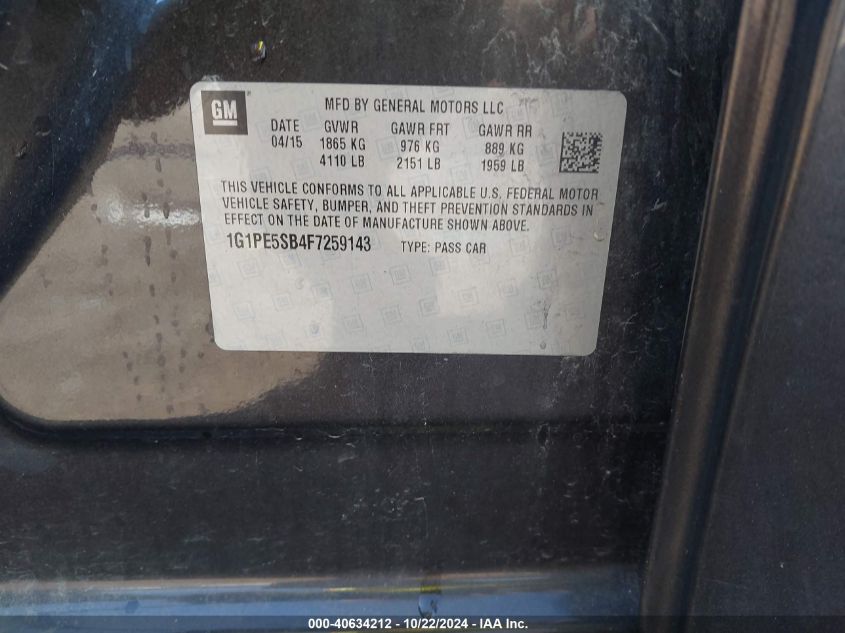 GM
MFD BY GENERAL MOTORS LLC
DATE GVWR GAWR FRT GAWR RR
04/15 1865 KG 976 KG 889 KG
4110 LB 2151 LB 1959 LB
THIS VEHICLE CONFORMS TO ALL APPLICABLE U.S. FEDERAL MOTOR
VEHICLE SAFETY, BUMPER, AND THEFT PREVENTION STANDARDS IN
EFFECT ON THE DATE OF MANUFACTURE SHOWN ABOVE.
1G1PE5SB4F7259143 TYPE: PASS CAR
000-40634212 - 10/22/2024 - IAA Inc.